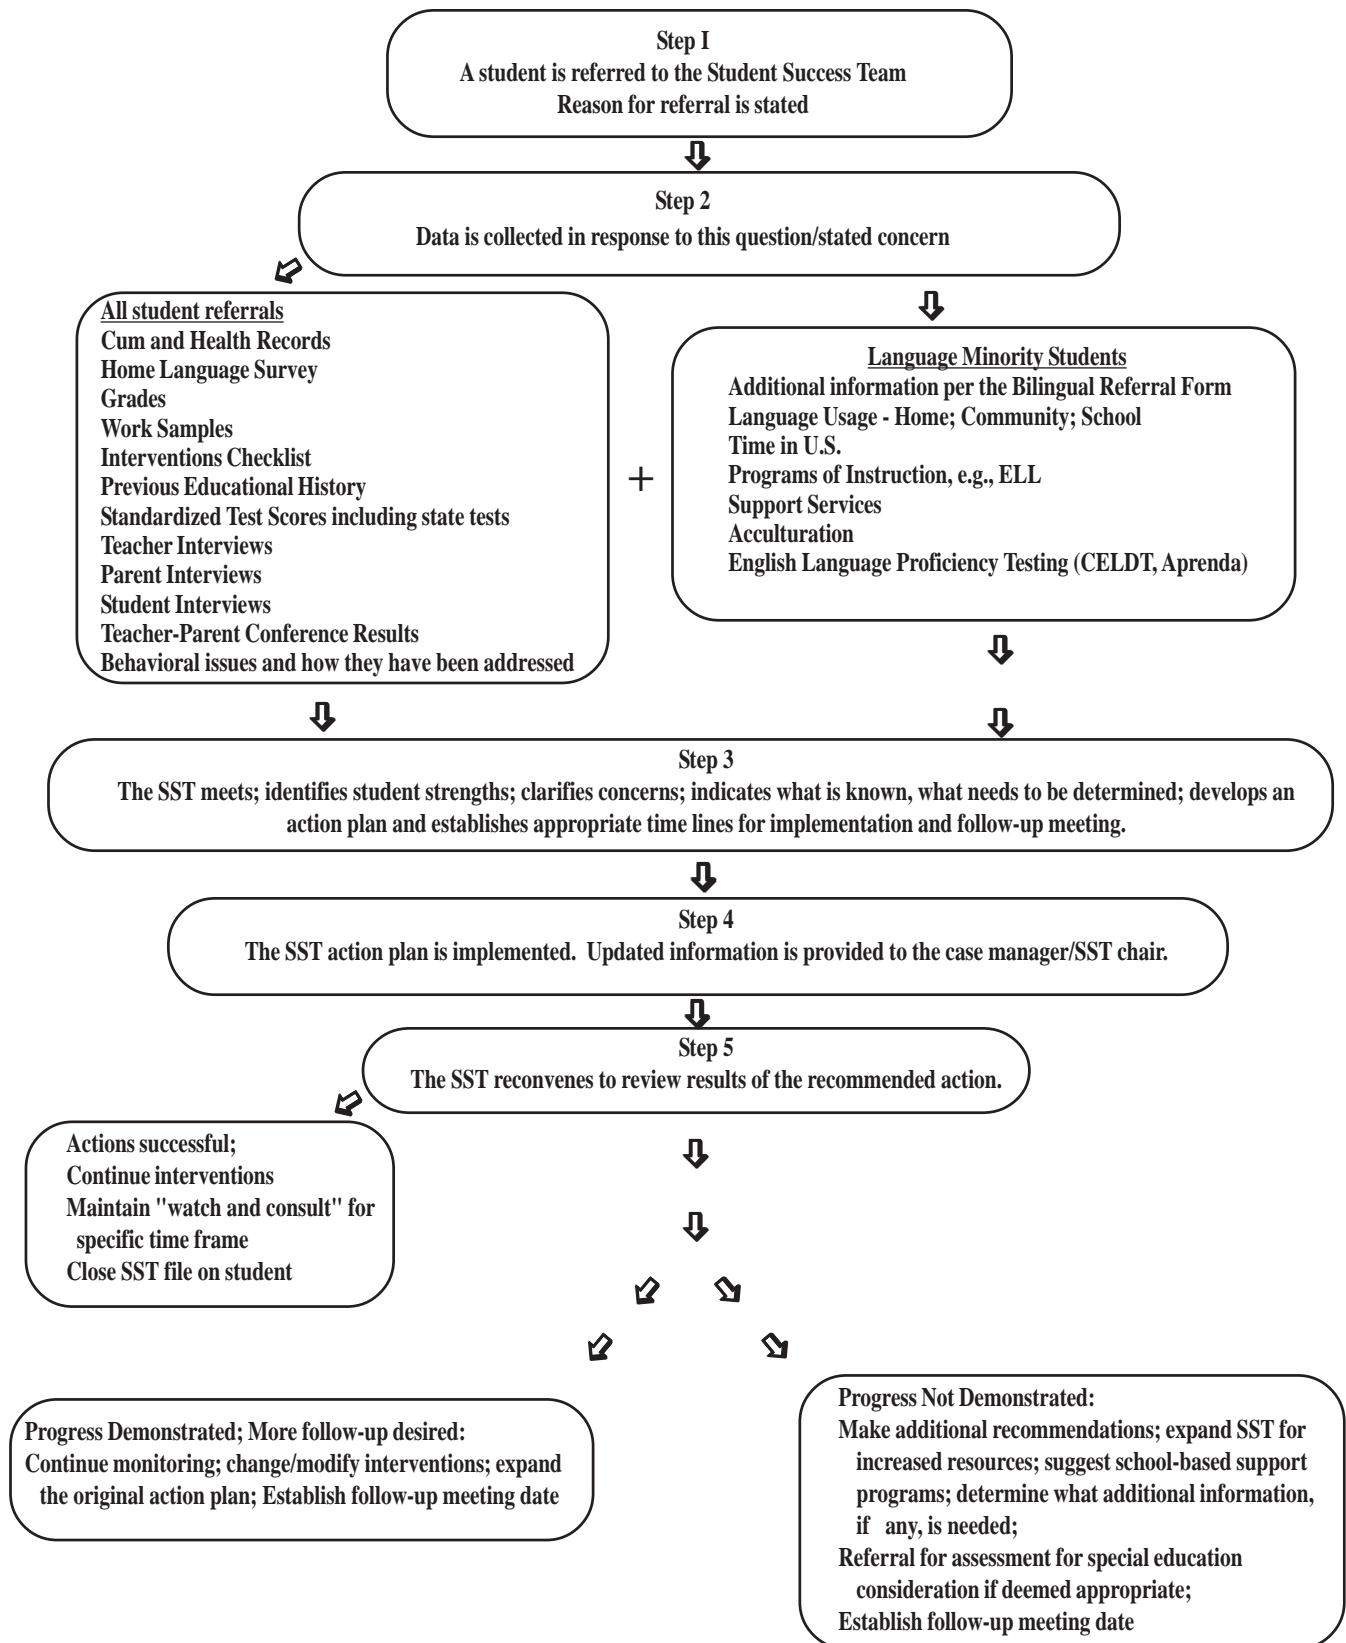 Step I
A student is referred to the Student Success Team
Reason for referral is stated
Step 2
Data is collected in response to this question/stated concern
All student referrals
Cum and Health Records
Home Language Survey
Grades
Work Samples
Interventions Checklist
Previous Educational History
Standardized Test Scores including state tests
Teacher Interviews
Parent Interviews
Student Interviews
Teacher-Parent Conference Results
Behavioral issues and how they have been addressed
+
Language Minority Students
Additional information per the Bilingual Referral Form
Language Usage - Home; Community; School
Time in U.S.
Programs of Instruction, e.g., ELL
Support Services
Acculturation
English Language Proficiency Testing (CELDT, Aprenda)
Step 3
The SST meets; identifies student strengths; clarifies concerns; indicates what is known, what needs to be determined; develops an
action plan and establishes appropriate time lines for implementation and follow-up meeting.
Step 4
The SST action plan is implemented.  Updated information is provided to the case manager/SST chair.
Step 5
The SST reconvenes to review results of the recommended action.
Actions successful;
Continue interventions
Maintain "watch and consult" for
specific time frame
Close SST file on student
Progress Demonstrated; More follow-up desired:
Continue monitoring; change/modify interventions; expand
the original action plan; Establish follow-up meeting date
Progress Not Demonstrated:
Make additional recommendations; expand SST for
increased resources; suggest school-based support
programs; determine what additional information,
if   any, is needed;
Referral for assessment for special education
consideration if deemed appropriate;
Establish follow-up meeting date